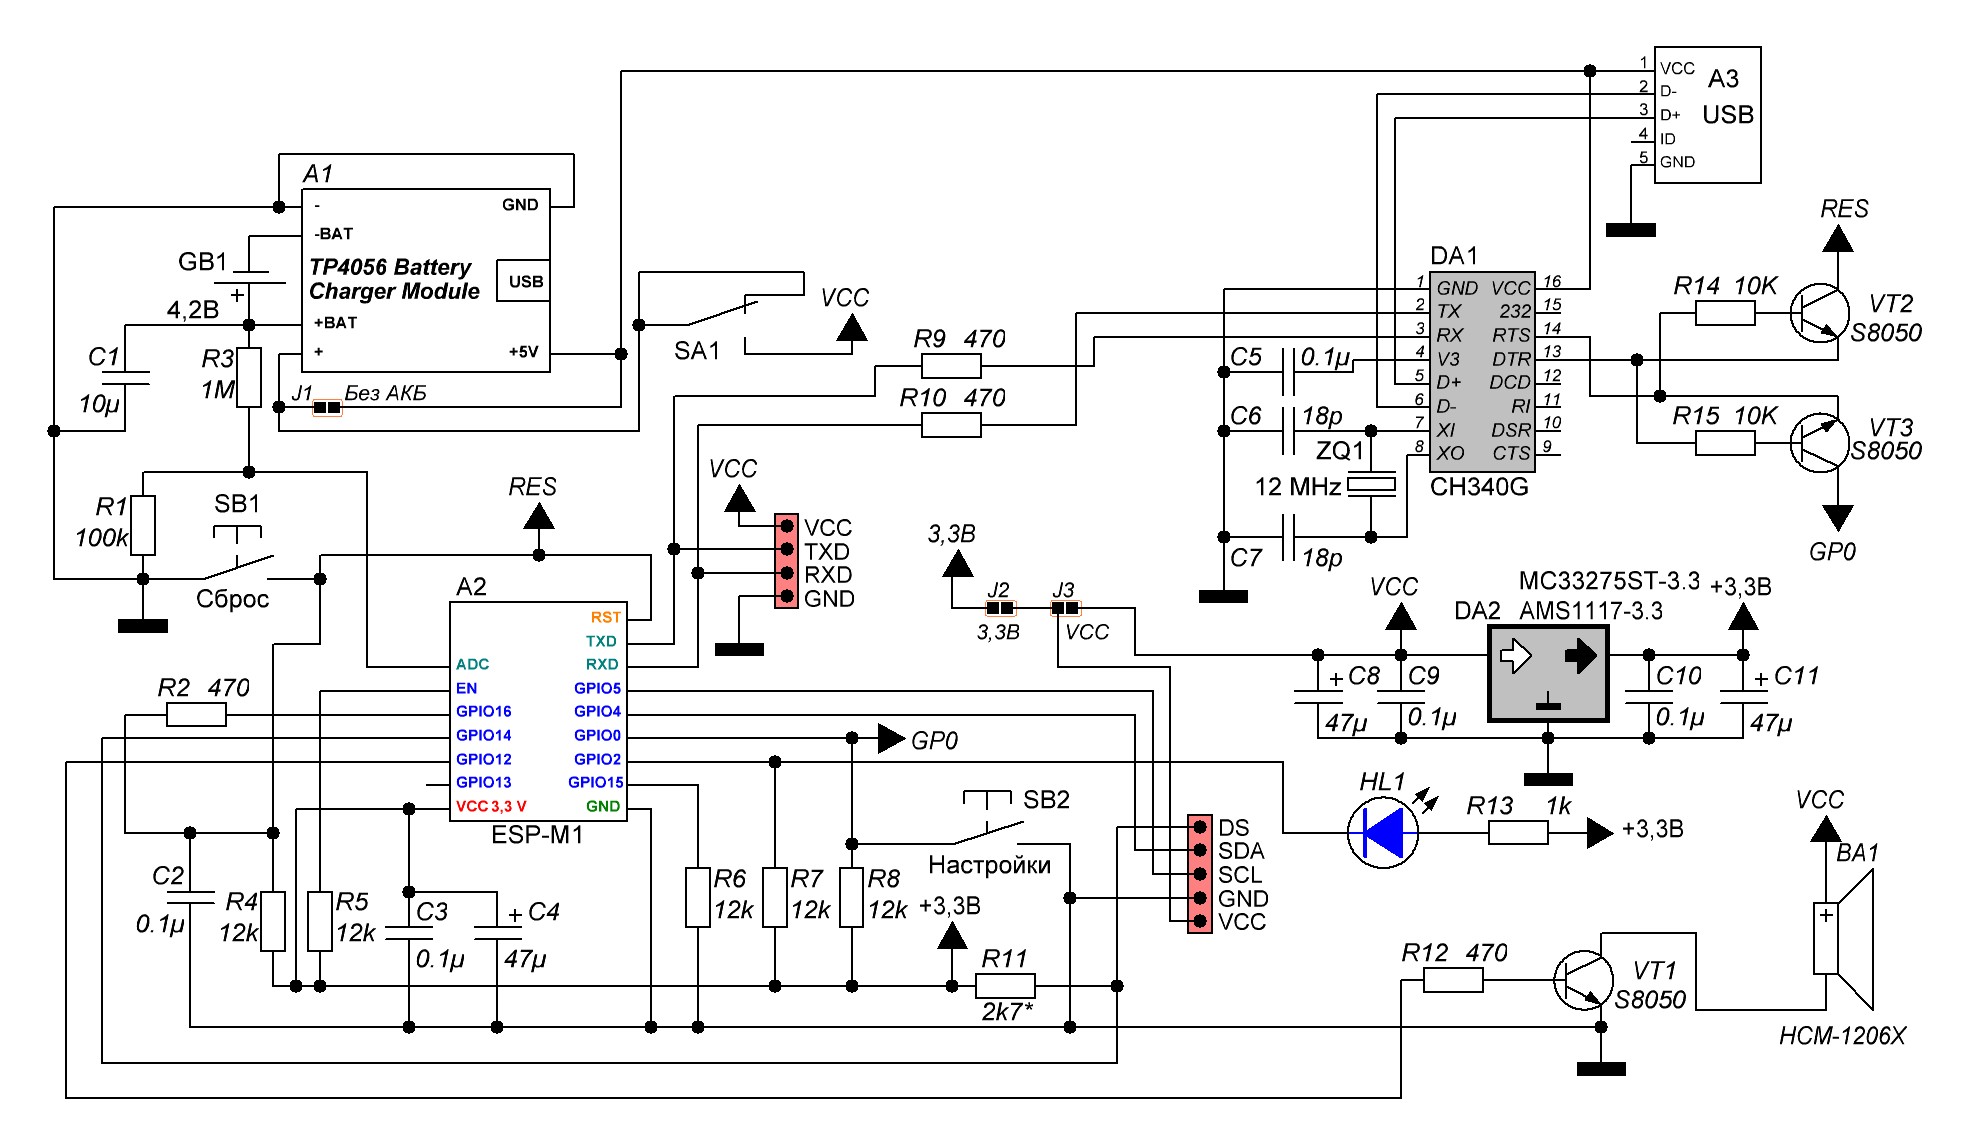 A1
-
GND
-BAT
TP4056 Battery
Charger Module
USB
+BAT
+
+5V
GB1
+
4,2В
C1
10µ
R3
1M
J1
Без АКБ
SA1
VCC
R9 470
R10 470
A3
USB
1 VCC
2 D-
3 D+
4 ID
5 GND
DA1
1 GND VCC 16
2 TX 232 15
3 RX RTS 14
4 V3 DTR 13
5 D+ DCD 12
6 D- RI 11
7 XI DSR 10
8 XO CTS 9
CH340G
C5 0.1µ
C6 18p
ZQ1
12 MHz
C7 18p
RES
R14 10K
VT2
S8050
R15 10K
VT3
S8050
GP0
R1
100k
SB1
Сброс
RES
VCC
VCC
TXD
RXD
GND
3,3В
J2
3,3В
J3
VCC
A2
RST
TXD
ADC RXD
EN GPIO5
GPIO16 GPIO4
GPIO14 GPIO0
GPIO12 GPIO2
GPIO13 GPIO15
VCC 3,3 V GND
ESP-M1
R2 470
GP0
VCC
MC33275ST-3.3
DA2 AMS1117-3.3
+3,3В
+ C8
47µ
C9
0.1µ
C10
0.1µ
+ C11
47µ
HL1
R13 1k
+3,3В
SB2
Настройки
DS
SDA
SCL
GND
VCC
C2
0.1µ
R4
12k
R5
12k
C3
0.1µ
+ C4
47µ
R6
12k
R7
12k
R8
12k
+3,3В
R11
2k7*
R12 470
VT1
S8050
VCC
BA1
+
HCM-1206X